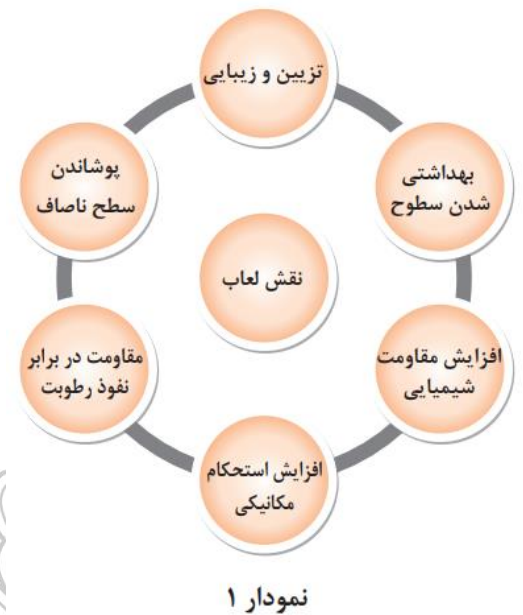 تزیین و زیبایی
بهداشتی
شدن سطوح
افزایش مقاومت
شیمیایی
افزایش استحکام
مکانیکی
مقاومت در برابر
نفوذ رطوبت
پوشاندن
سطح ناصاف
نقش لعاب
نمودار ۱